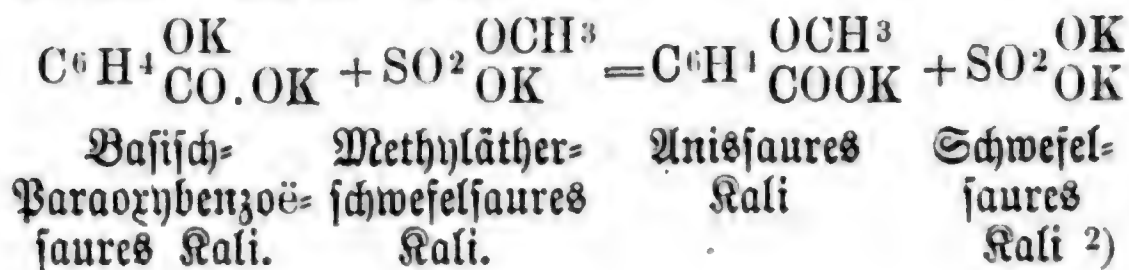 OK OCH³ OCH³ OK
C⁶H⁴ + SO² = C⁶H⁴ + SO²
CO.OK OK COOK OK
Basisch- Methyläther- Anissaures Schwefel-
Paraoxybenzoë- schwefelsaures Kali saures
saures Kali. Kali. Kali ²)